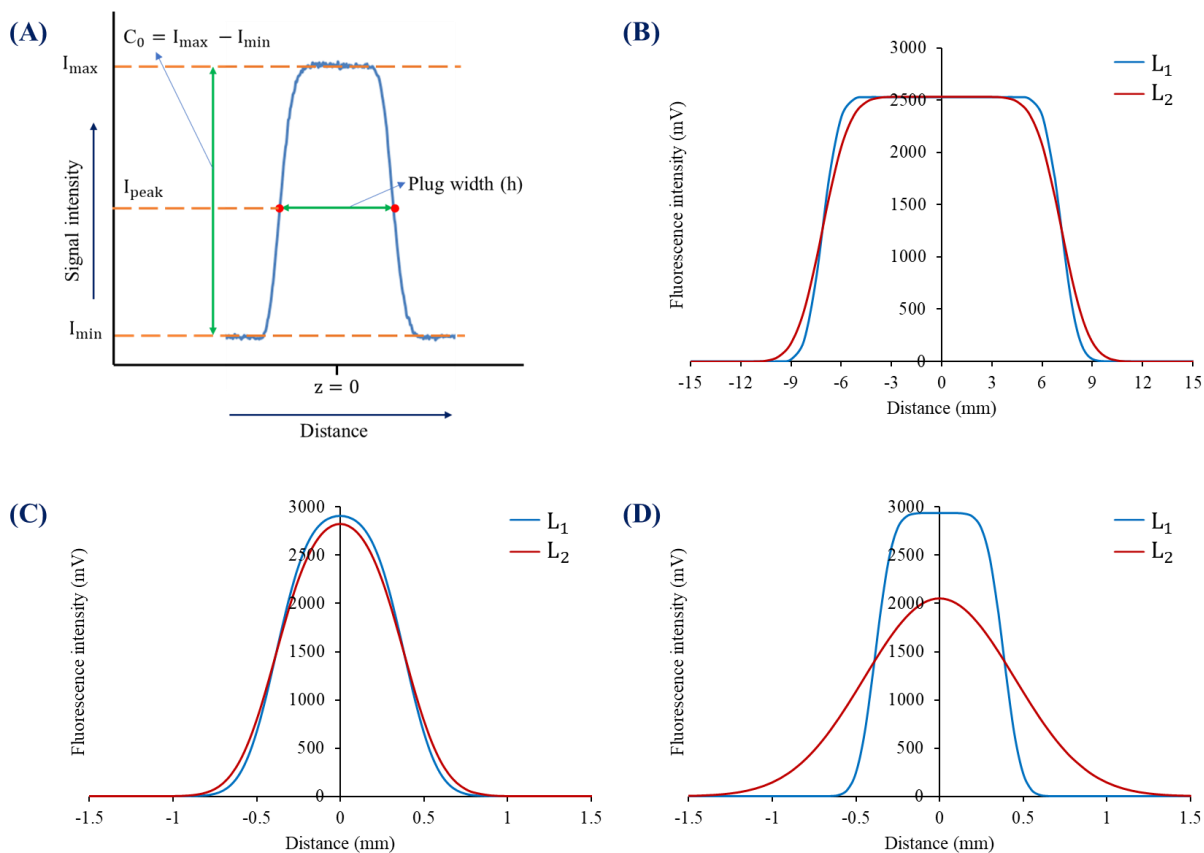 (A)
C₀ = Iₘₐₓ − Iₘᵢₙ
Iₘₐₓ
Signal intensity
I_peak
Plug width (h)
Iₘᵢₙ
z = 0
Distance
(B)
Fluorescence intensity (mV)
3000
2500
2000
1500
1000
500
0
L₁
L₂
-15 -12 -9 -6 -3 0 3 6 9 12 15
Distance (mm)
(C)
Fluorescence intensity (mV)
3000
2500
2000
1500
1000
500
0
L₁
L₂
-1.5 -1 -0.5 0 0.5 1 1.5
Distance (mm)
(D)
Fluorescence intensity (mV)
3000
2500
2000
1500
1000
500
0
L₁
L₂
-1.5 -1 -0.5 0 0.5 1 1.5
Distance (mm)